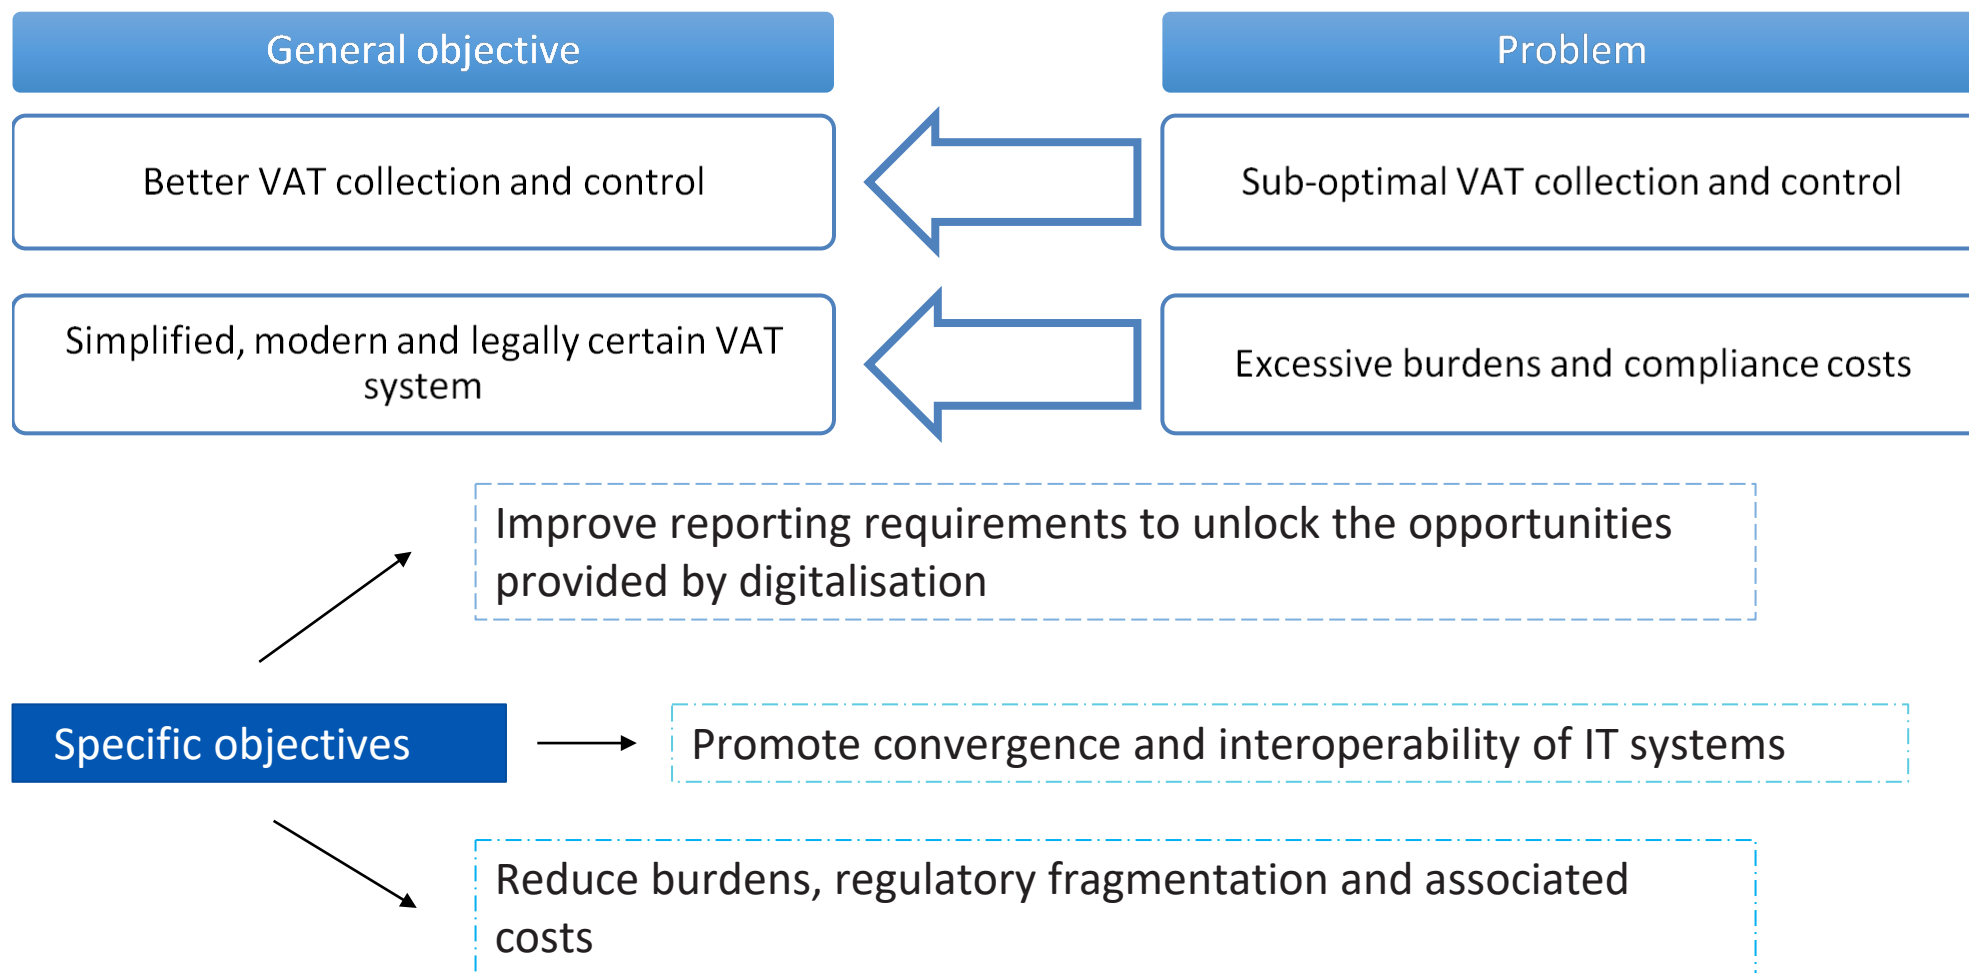 General objective
Problem
Better VAT collection and control
Sub-optimal VAT collection and control
Simplified, modern and legally certain VAT
system
Excessive burdens and compliance costs
Improve reporting requirements to unlock the opportunities
provided by digitalisation
Specific objectives
Promote convergence and interoperability of IT systems
Reduce burdens, regulatory fragmentation and associated
costs